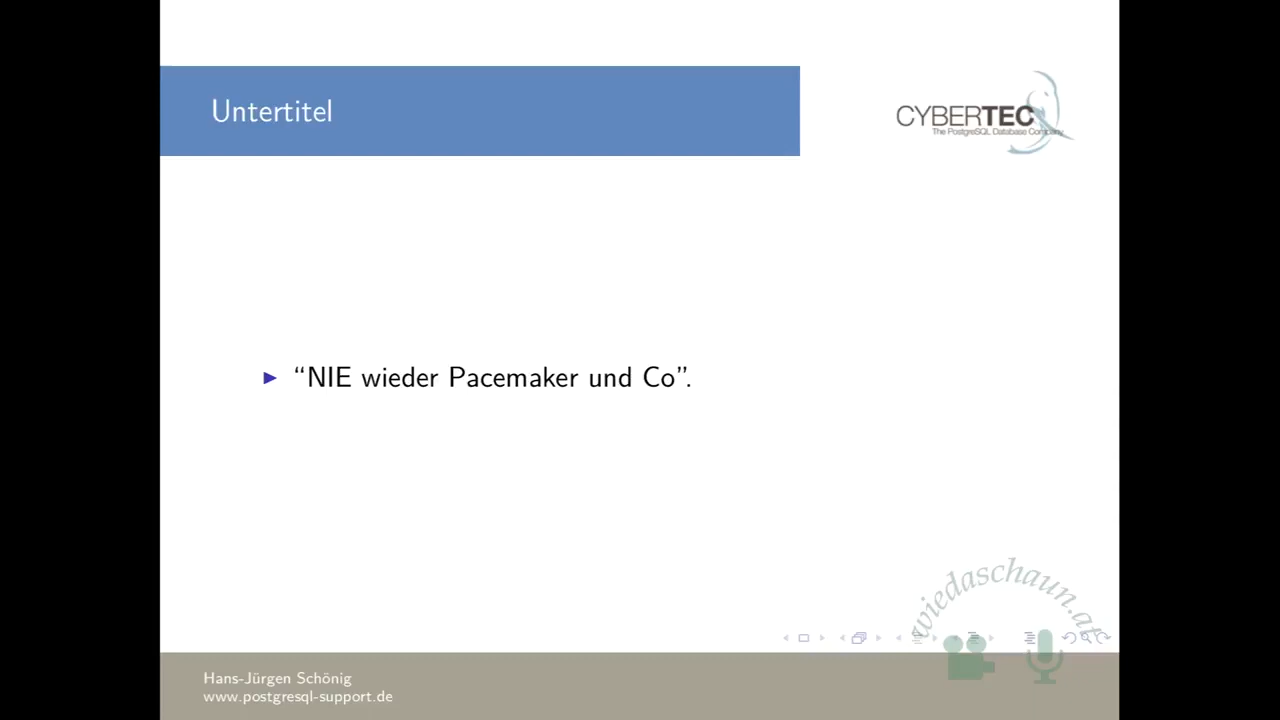 Untertitel
CYBERTEC
The PostgreSQL Database Company
▶ “NIE wieder Pacemaker und Co”.
wiedaschaun.at
Hans-Jürgen Schönig
www.postgresql-support.de